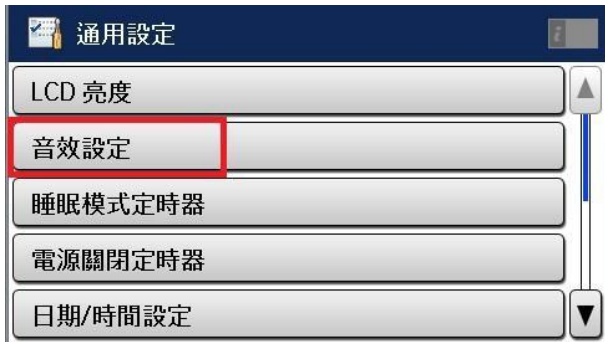 通用設定
LCD 亮度
音效設定
睡眠模式定時器
電源關閉定時器
日期/時間設定